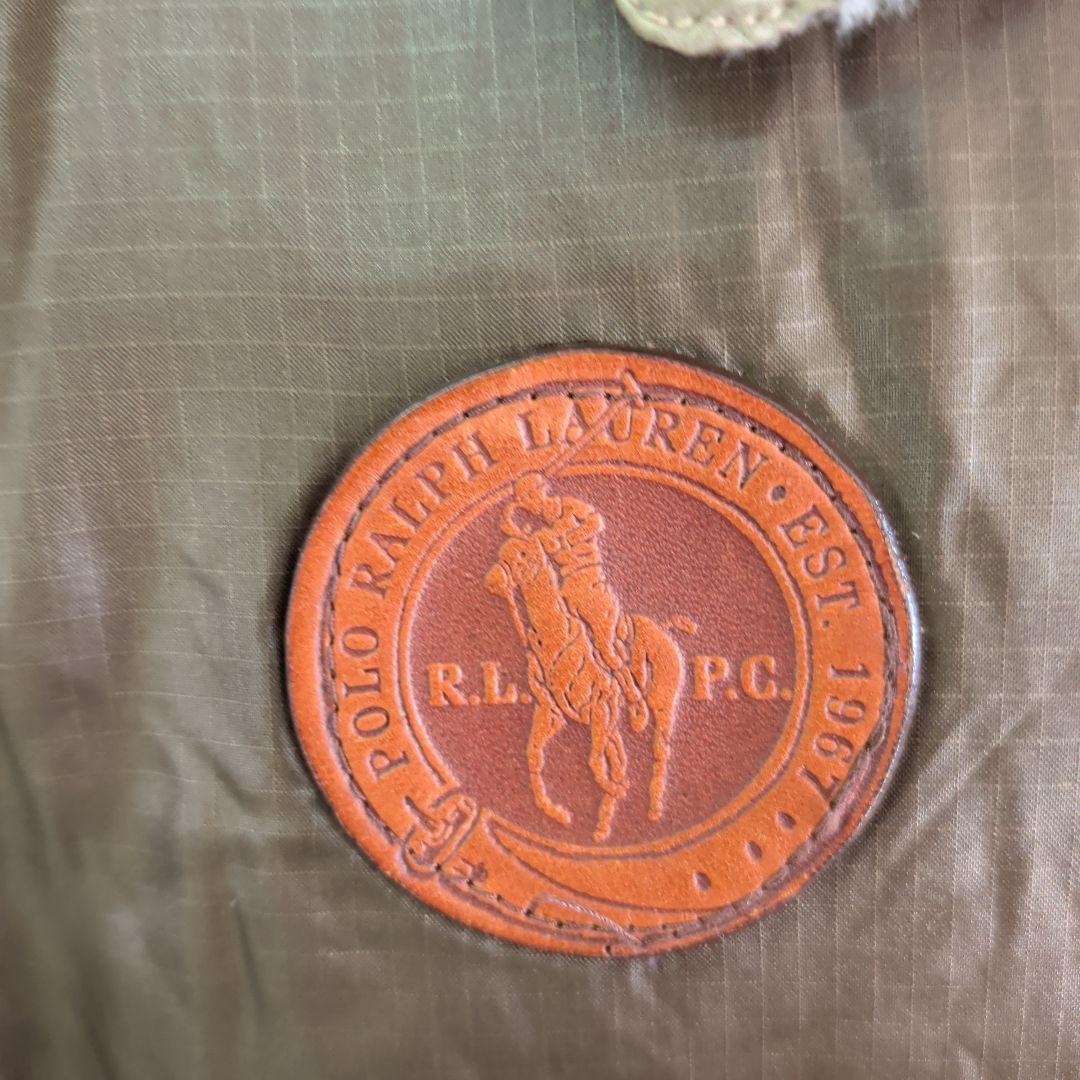 POLO RALPH LAUREN • EST. 1967 •
R.L. P.C.